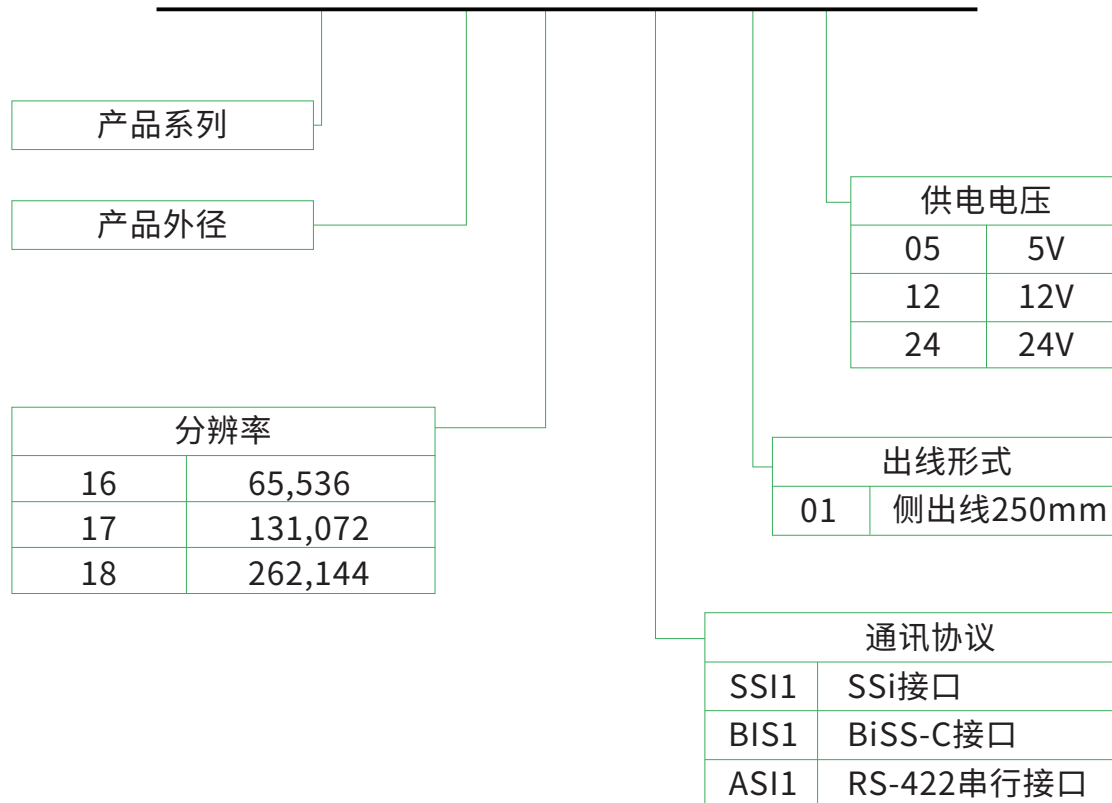 产品系列
产品外径
供电电压
05 5V
12 12V
24 24V
分辨率
16 65,536
17 131,072
18 262,144
出线形式
01 侧出线250mm
通讯协议
SSI1 SSi接口
BIS1 BiSS-C接口
ASI1 RS-422串行接口